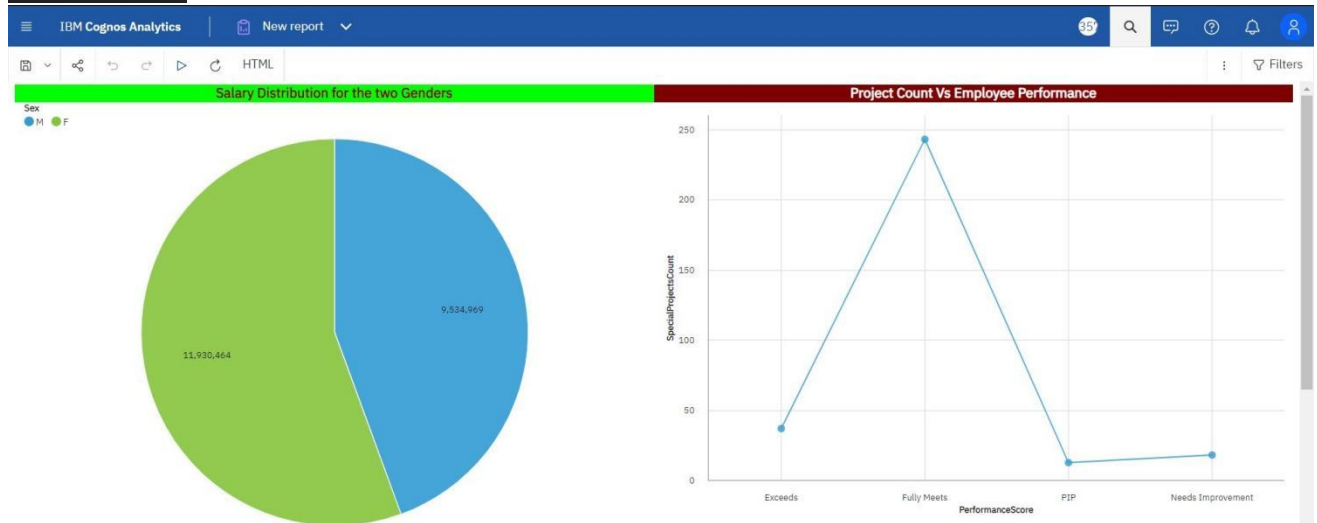 IBM Cognos Analytics
New report
35'
HTML
Filters
Salary Distribution for the two Genders
Sex
M F
9,534,969
11,930,464
Project Count Vs Employee Performance
250
200
150
100
50
0
SpecialProjectsCount
Exceeds Fully Meets PIP Needs Improvement
PerformanceScore